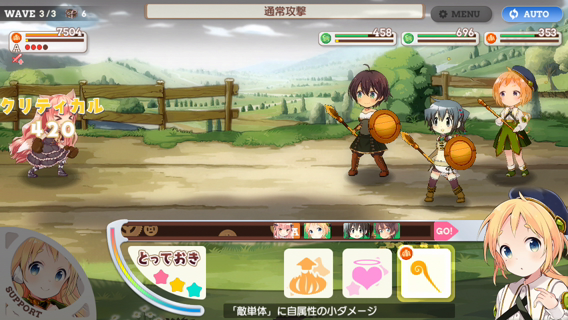 WAVE 3/3
6
通常攻撃
MENU
AUTO
7504
A
458
696
353
クリティカル
420
GO!
とっておき
SUPPORT
「敵単体」に自属性の小ダメージ